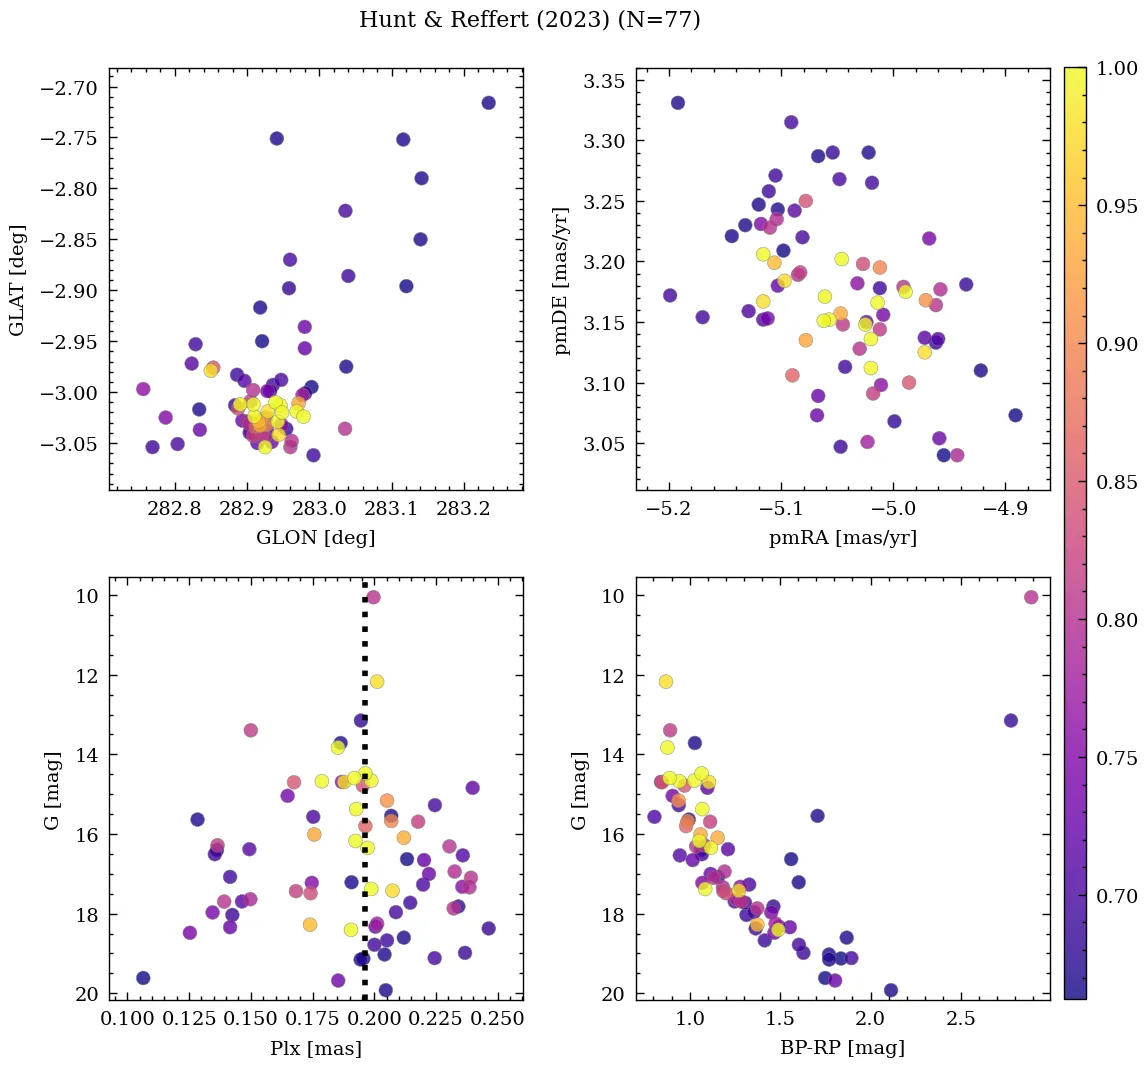 Hunt & Reffert (2023) (N=77)
−2.70
−2.75
−2.80
−2.85
−2.90
−2.95
−3.00
−3.05
GLAT [deg]
282.8 282.9 283.0 283.1 283.2
GLON [deg]
3.35
3.30
3.25
3.20
3.15
3.10
3.05
pmDE [mas/yr]
−5.2 −5.1 −5.0 −4.9
pmRA [mas/yr]
1.00
0.95
0.90
0.85
0.80
0.75
0.70
10
12
14
16
18
20
G [mag]
0.100 0.125 0.150 0.175 0.200 0.225 0.250
Plx [mas]
10
12
14
16
18
20
G [mag]
1.0 1.5 2.0 2.5
BP-RP [mag]